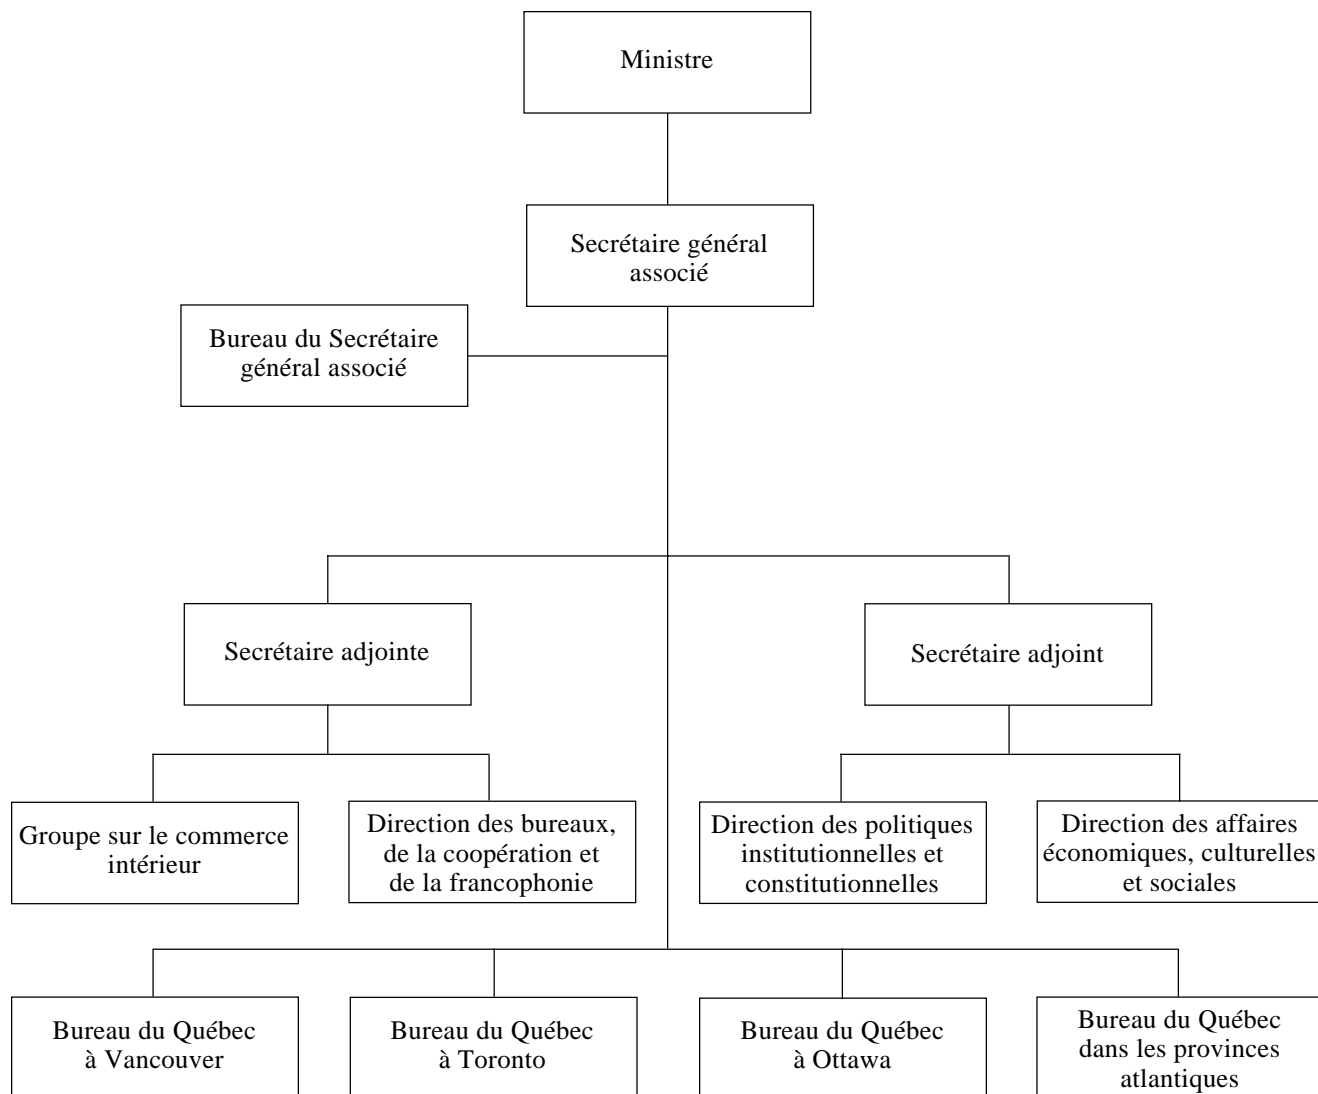 Ministre
Secrétaire général
associé
Bureau du Secrétaire
général associé
Secrétaire adjointe
Secrétaire adjoint
Groupe sur le commerce
intérieur
Direction des bureaux,
de la coopération et
de la francophonie
Direction des politiques
institutionnelles et
constitutionnelles
Direction des affaires
économiques, culturelles
et sociales
Bureau du Québec
à Vancouver
Bureau du Québec
à Toronto
Bureau du Québec
à Ottawa
Bureau du Québec
dans les provinces
atlantiques